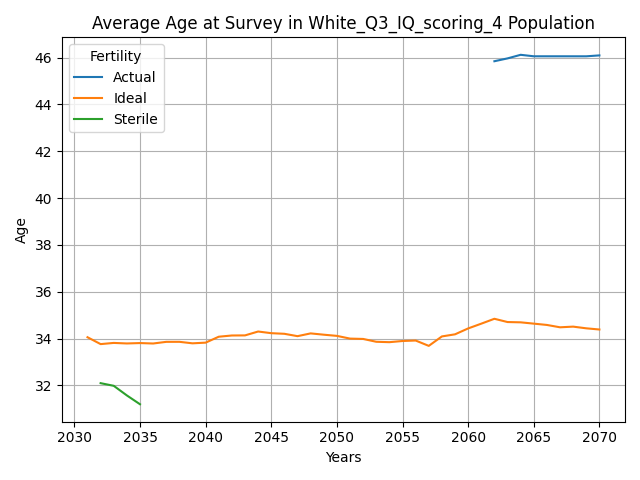 Average Age at Survey in White_Q3_IQ_scoring_4 Population
Fertility
Actual
Ideal
Sterile
46
44
42
40
38
36
34
32
Age
2030 2035 2040 2045 2050 2055 2060 2065 2070
Years